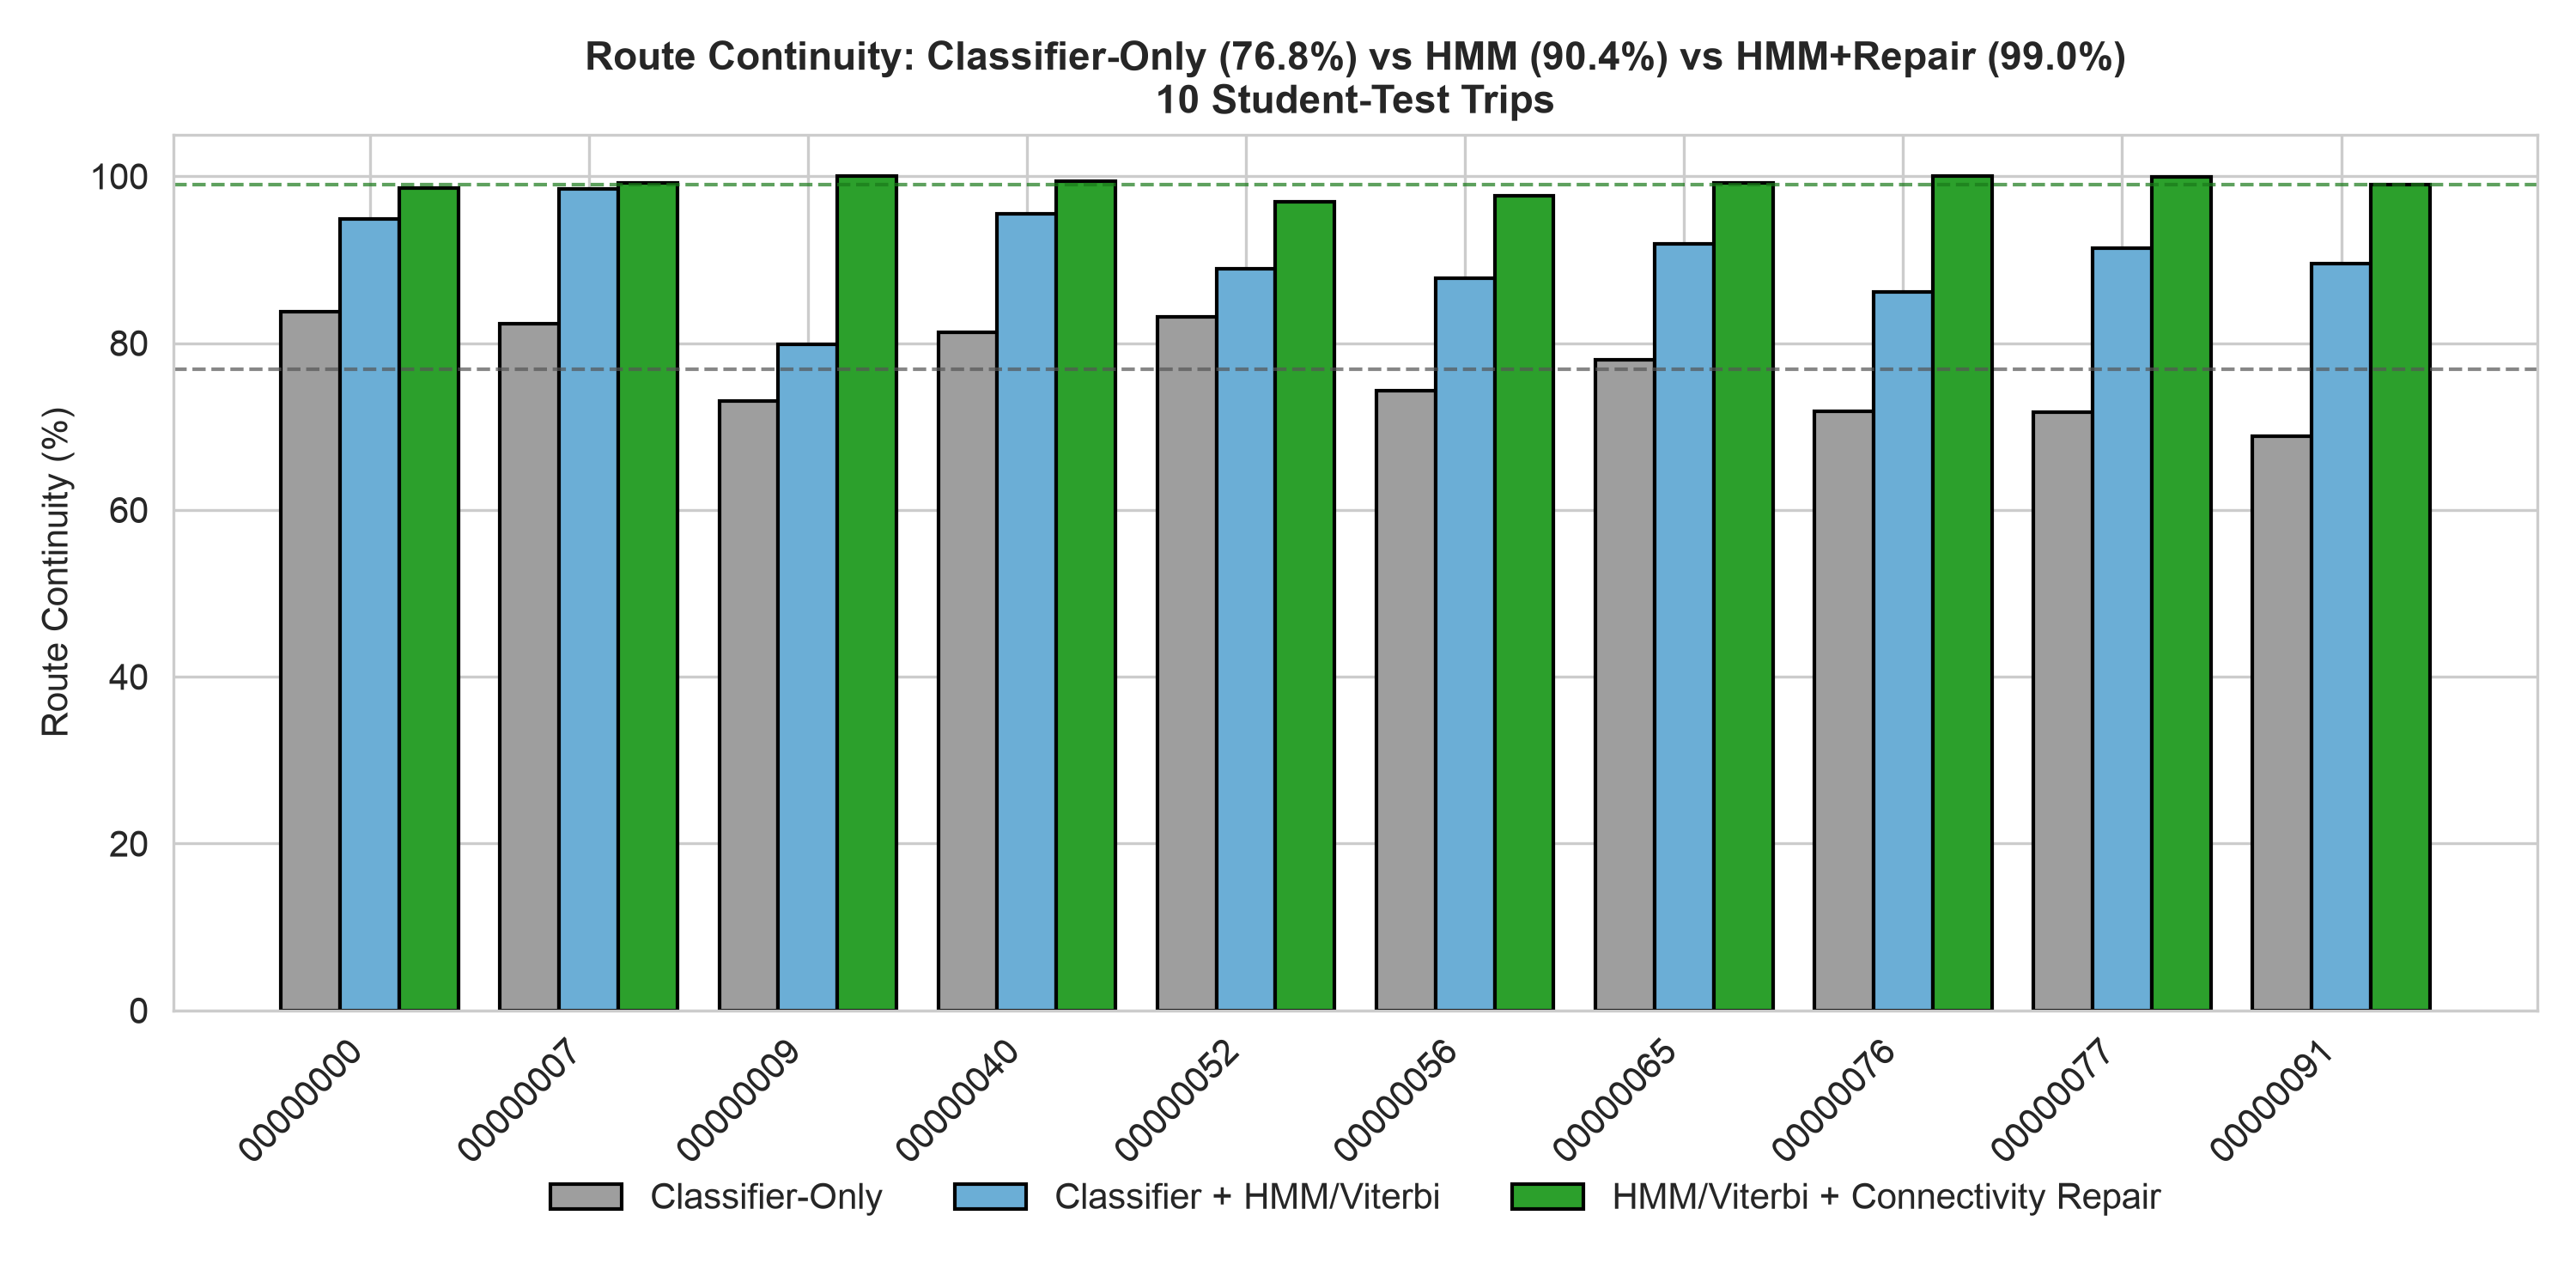 Route Continuity: Classifier-Only (76.8%) vs HMM (90.4%) vs HMM+Repair (99.0%)
10 Student-Test Trips
Route Continuity (%)
100
80
60
40
20
0
00000000
00000007
00000009
00000040
00000052
00000056
00000065
00000076
00000077
00000091
Classifier-Only
Classifier + HMM/Viterbi
HMM/Viterbi + Connectivity Repair